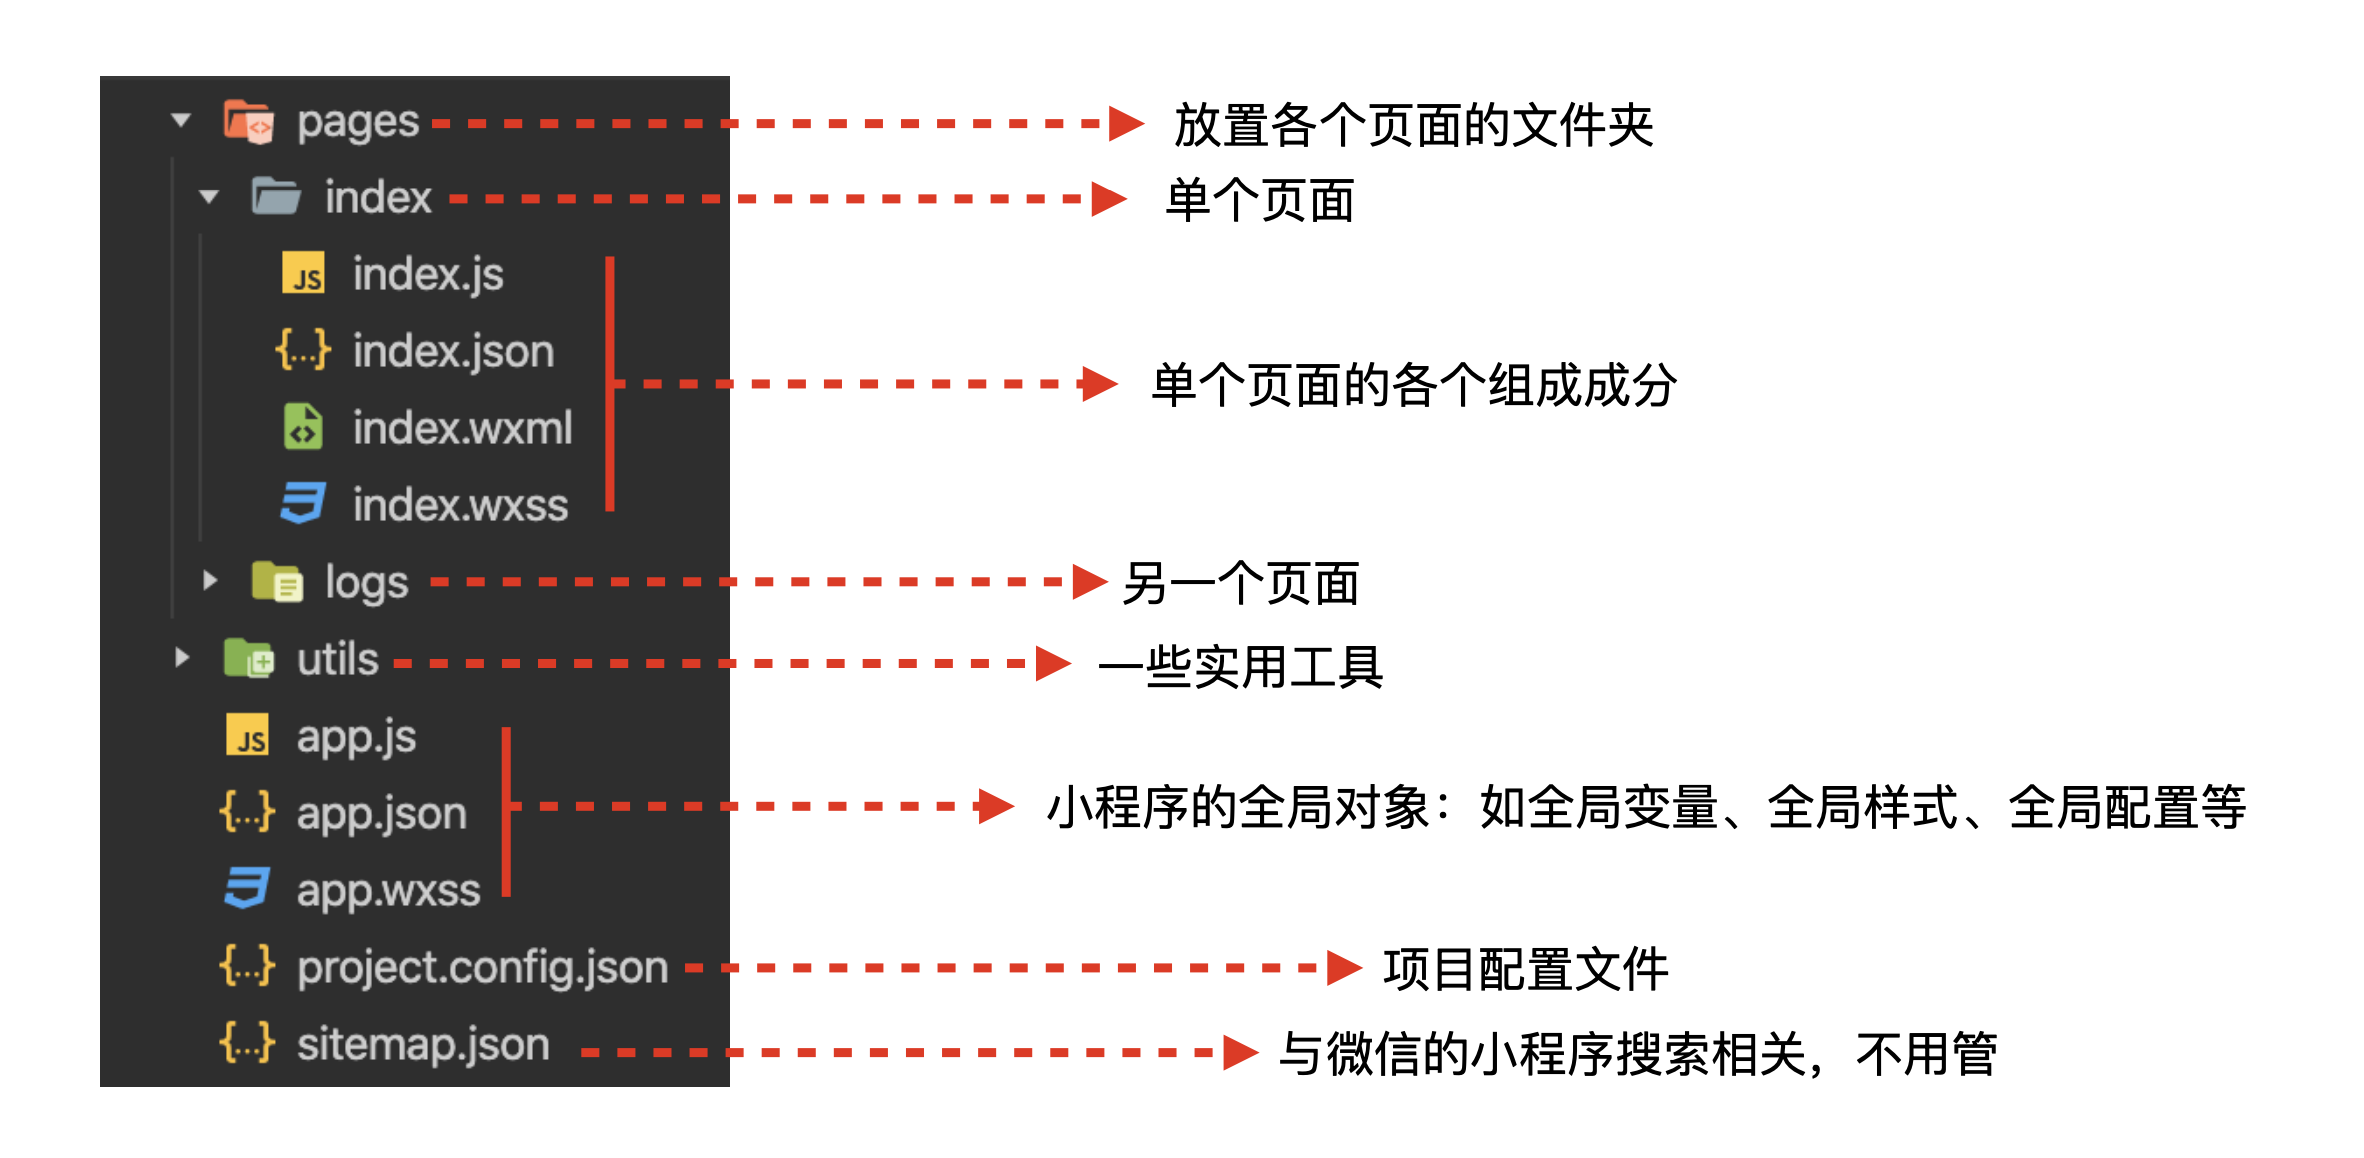 pages 放置各个页面的文件夹
index 单个页面
index.js
index.json
单个页面的各个组成成分
index.wxml
index.wxss
logs 另一个页面
utils 一些实用工具
app.js
app.json 小程序的全局对象：如全局变量、全局样式、全局配置等
app.wxss
project.config.json 项目配置文件
sitemap.json 与微信的小程序搜索相关，不用管